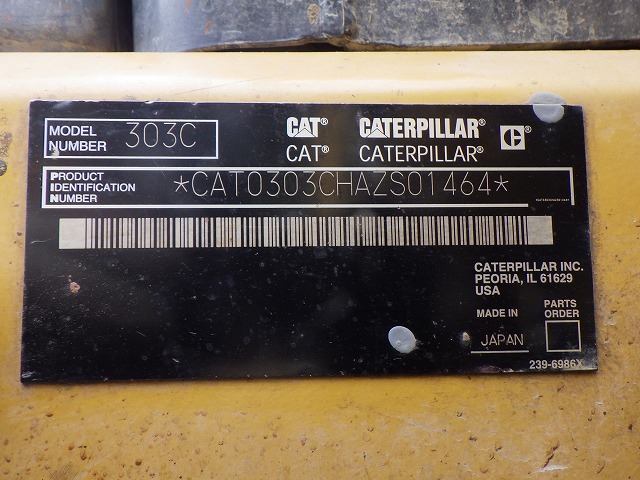 MODEL NUMBER 303C
CAT® CATERPILLAR® C®
CAT® CATERPILLAR®
PRODUCT IDENTIFICATION NUMBER *CAT0303CHAZS01464*
CATERPILLAR INC.
PEORIA, IL 61629
USA
MADE IN JAPAN
PARTS ORDER
239-6986X